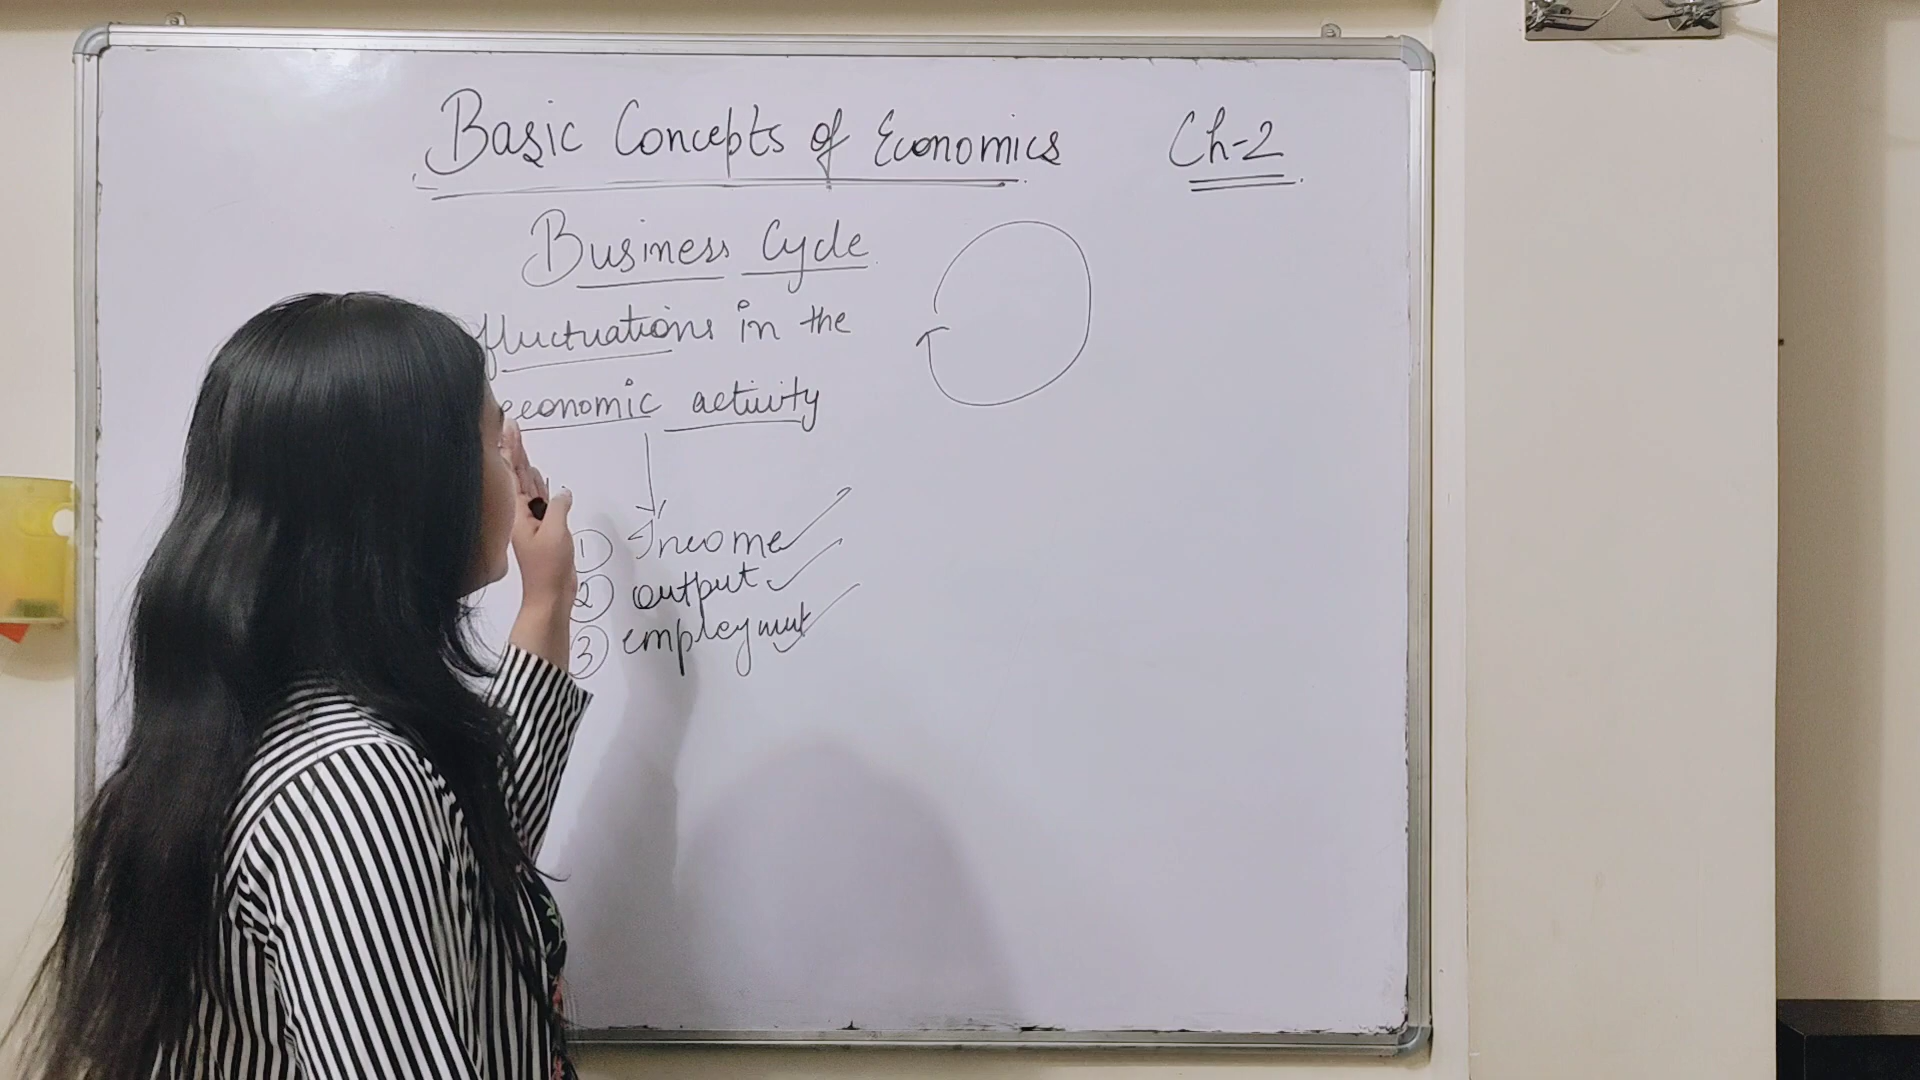 Basic Concepts of Economics Ch-2
Business Cycle
fluctuations in the
economic activity
① Income
② output
③ employment